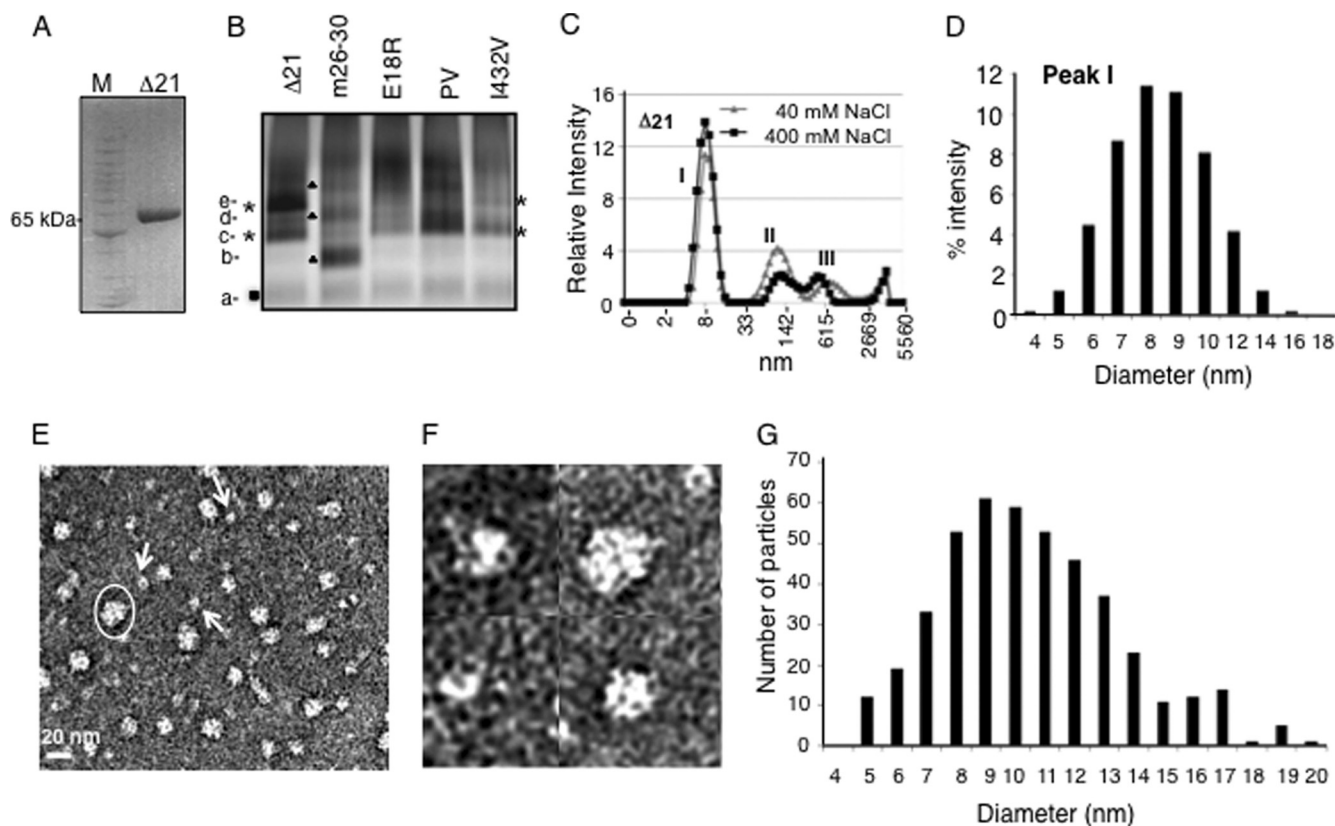 A
M Δ21
65 kDa-
B
Δ21 m26-30 E18R PV I432V
e-
*
d-
c- *
b-
a-
*
*
C
Δ21
40 mM NaCl
400 mM NaCl
I
II
III
Relative Intensity
16
12
8
4
0
0 2 8 33 142 615 2669 5560
nm
D
Peak I
% intensity
12
10
8
6
4
2
0
4 5 6 7 8 9 10 12 14 16 18
Diameter (nm)
E
20 nm
F
G
Number of particles
70
60
50
40
30
20
10
0
4 5 6 7 8 9 10 11 12 13 14 15 16 17 18 19 20
Diameter (nm)